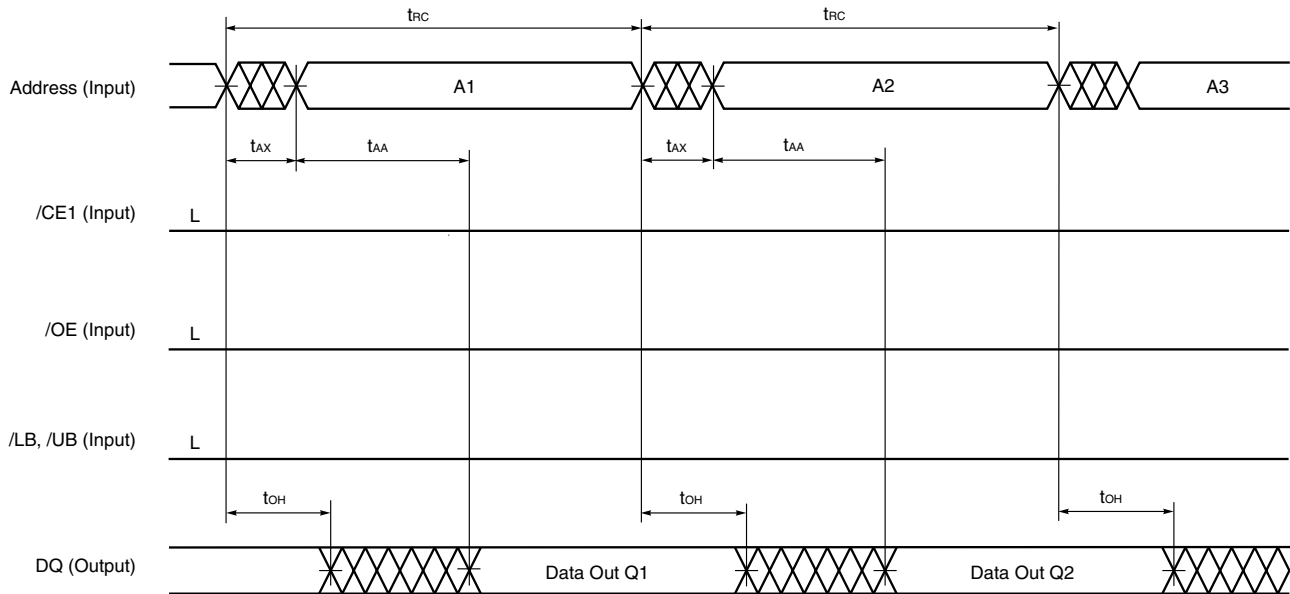 tRC tRC
Address (Input) A1 A2 A3
tAX tAA tAX tAA
/CE1 (Input) L
/OE (Input) L
/LB, /UB (Input) L
tOH tOH tOH
DQ (Output) Data Out Q1 Data Out Q2